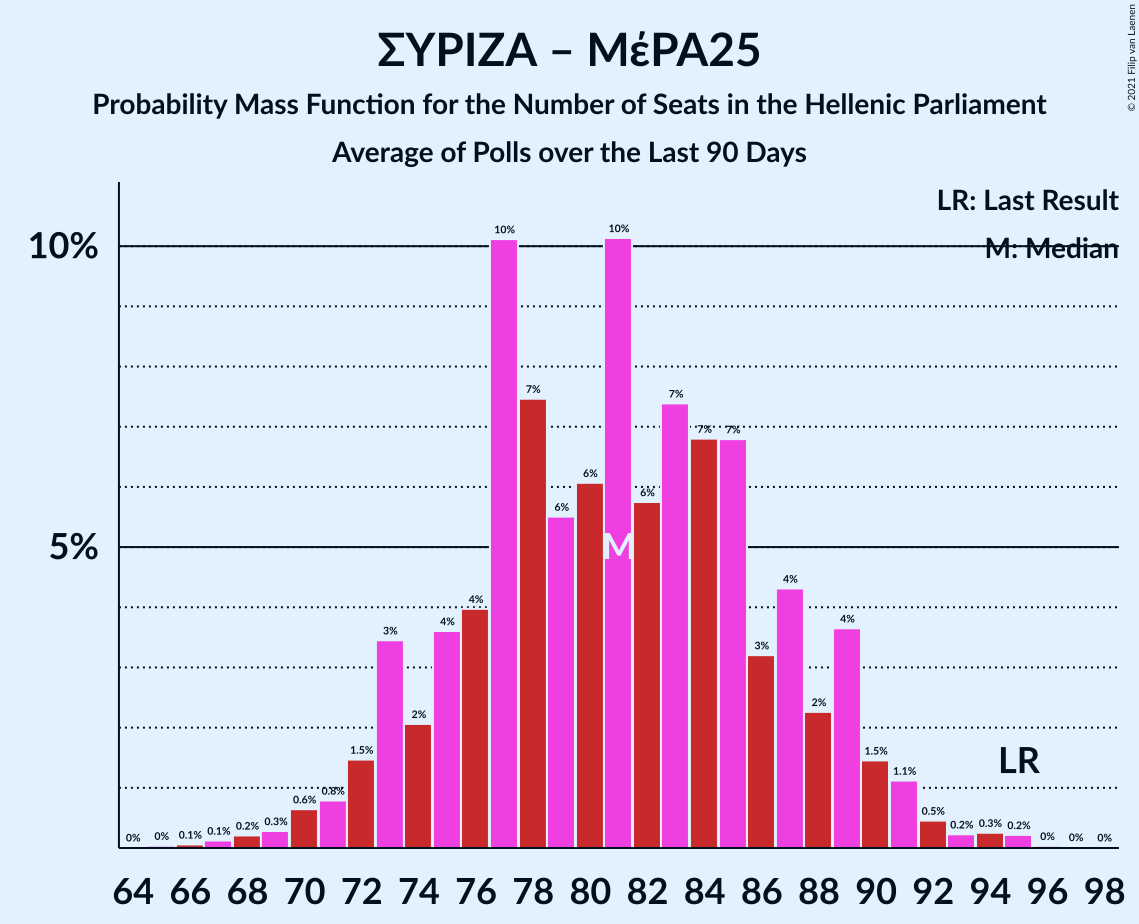 ΣΥΡΙΖΑ – ΜέΡΑ25
Probability Mass Function for the Number of Seats in the Hellenic Parliament
Average of Polls over the Last 90 Days
© 2021 Filip van Laenen
LR: Last Result
M: Median
10%
5%
0% 0% 0.1% 0.1% 0.2% 0.3% 0.6% 0.8% 1.5% 3% 2% 4% 4% 10% 7% 6% 6% 10% 6% 7% 7% 7% 3% 4% 2% 4% 1.5% 1.1% 0.5% 0.2% 0.3% 0.2% 0% 0% 0%
M
LR
64 66 68 70 72 74 76 78 80 82 84 86 88 90 92 94 96 98